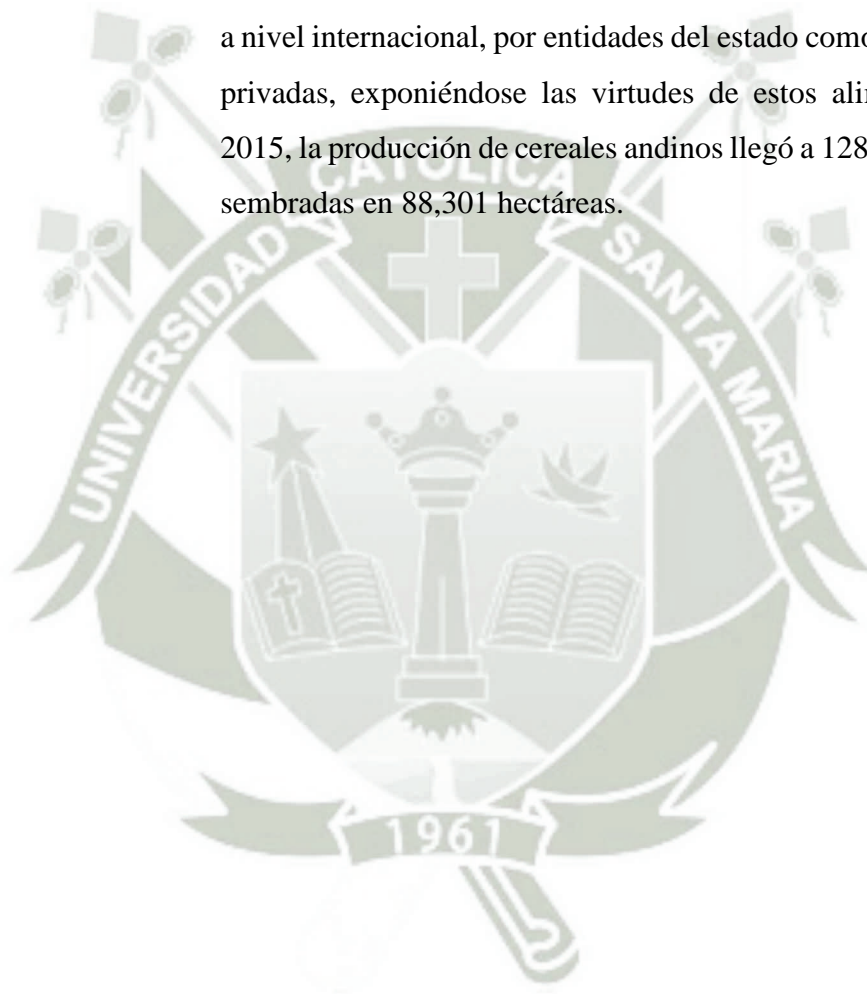 a nivel internacional, por entidades del estado como
privadas, exponiéndose las virtudes de estos
2015, la producción de cereales andinos llegó a 128
sembradas en 88,301 hectáreas.
UNIVERSIDAD CATOLICA SANTA MARIA
1961